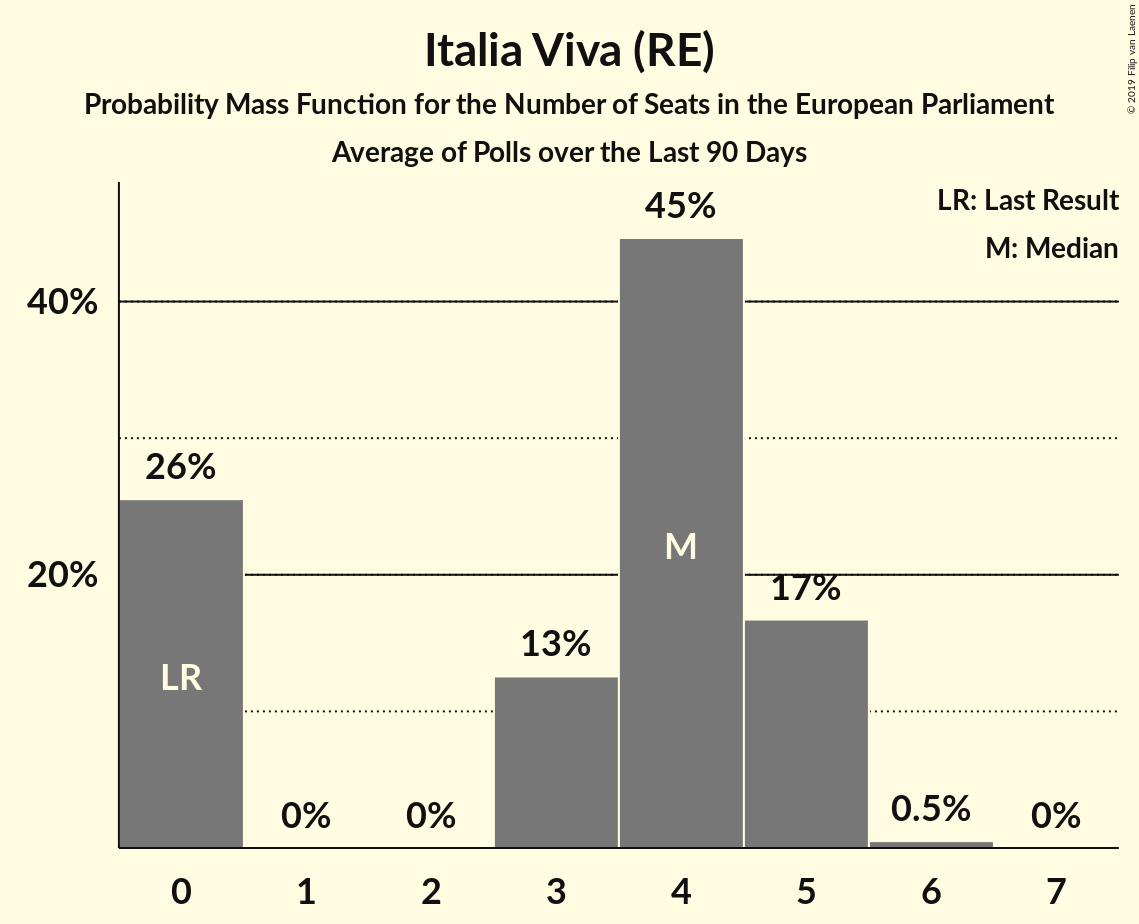 Italia Viva (RE)
Probability Mass Function for the Number of Seats in the European Parliament
Average of Polls over the Last 90 Days
© 2019 Filip van Laenen
LR: Last Result
M: Median
40%
20%
26%
0%
0%
13%
45%
17%
0.5%
0%
LR
M
0 1 2 3 4 5 6 7